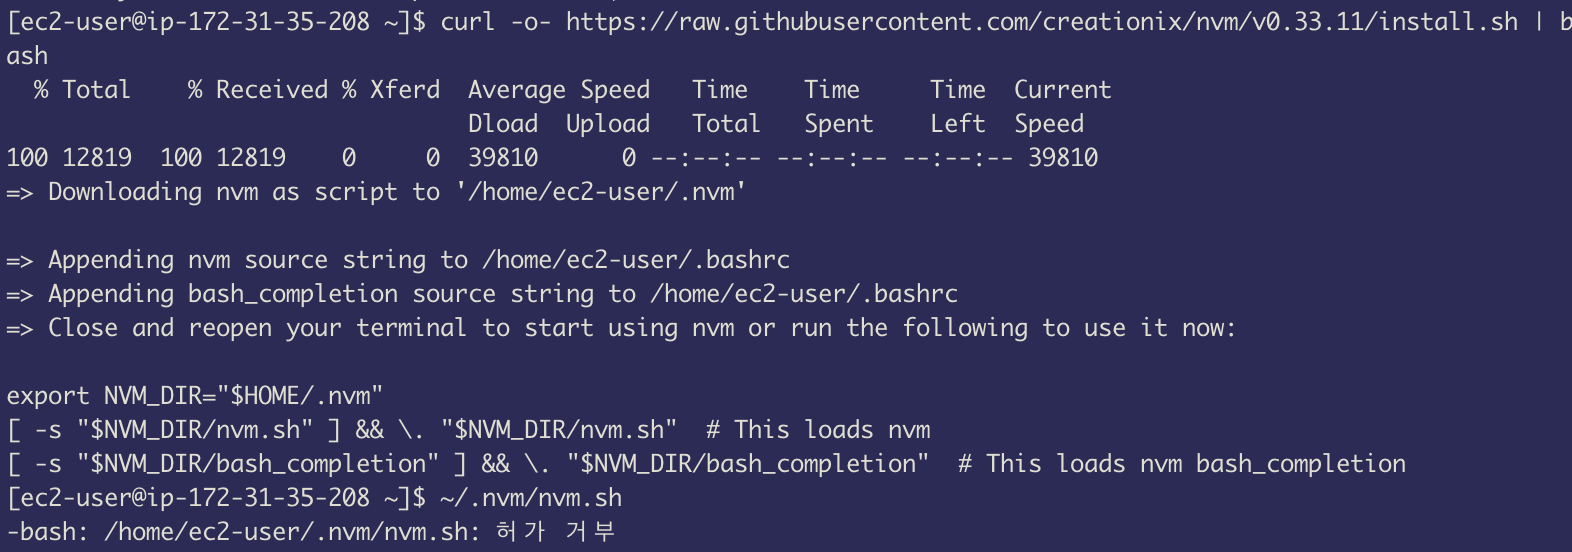 [ec2-user@ip-172-31-35-208 ~]$ curl -o- https://raw.githubusercontent.com/creationix/nvm/v0.33.11/install.sh | b
ash
  % Total    % Received % Xferd  Average Speed   Time    Time     Time  Current
                                 Dload  Upload   Total   Spent    Left  Speed
100 12819  100 12819    0     0  39810      0 --:--:-- --:--:-- --:--:-- 39810
=> Downloading nvm as script to '/home/ec2-user/.nvm'

=> Appending nvm source string to /home/ec2-user/.bashrc
=> Appending bash_completion source string to /home/ec2-user/.bashrc
=> Close and reopen your terminal to start using nvm or run the following to use it now:

export NVM_DIR="$HOME/.nvm"
[ -s "$NVM_DIR/nvm.sh" ] && \. "$NVM_DIR/nvm.sh"  # This loads nvm
[ -s "$NVM_DIR/bash_completion" ] && \. "$NVM_DIR/bash_completion"  # This loads nvm bash_completion
[ec2-user@ip-172-31-35-208 ~]$ ~/.nvm/nvm.sh
-bash: /home/ec2-user/.nvm/nvm.sh: 허가 거부